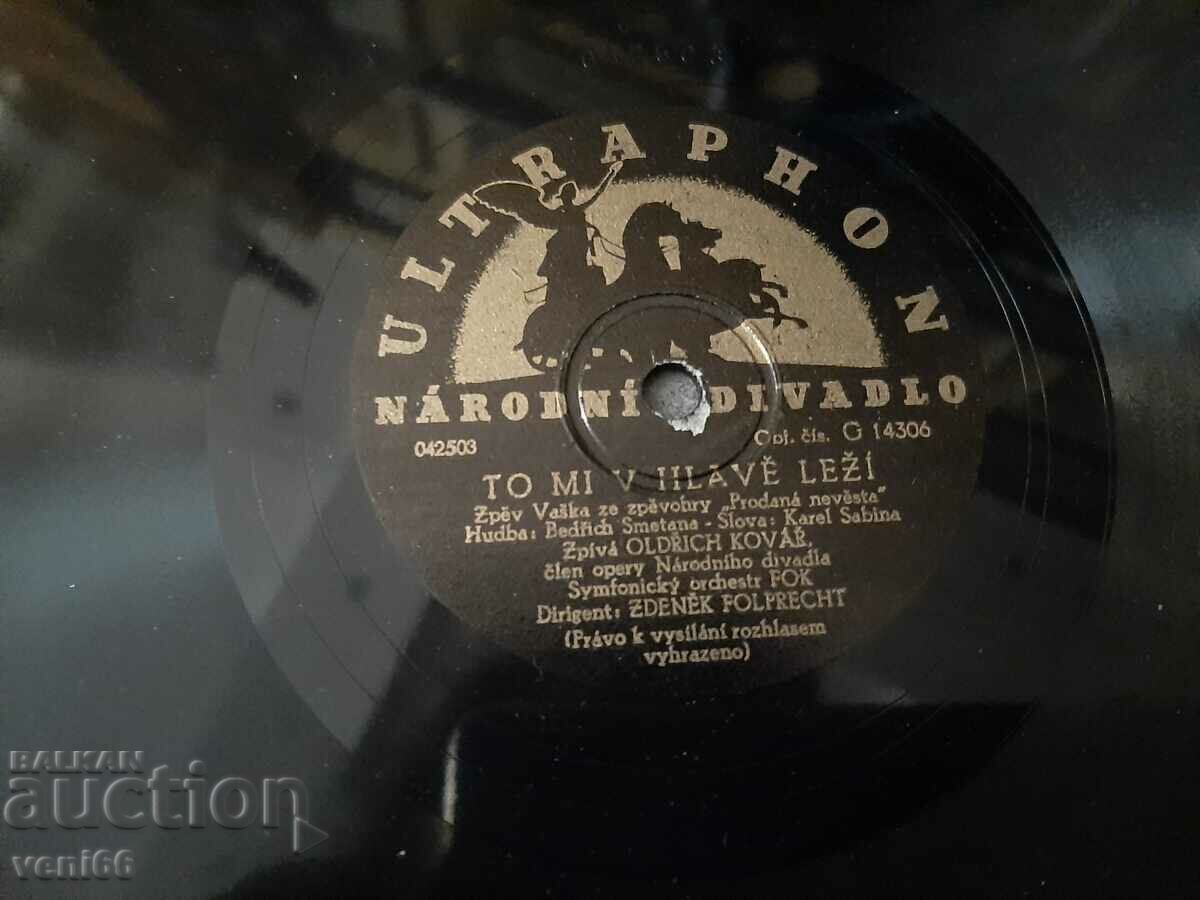 ULTRAPHON
NÁRODNÍ DIVADLO
042503
Obj. čís. G 14306
TO MI V HLAVĚ LEŽÍ
Zpěv Vaška ze zpěvohry „Prodaná nevěsta"
Hudba: Bedřich Smetana - Slova: Karel Sabina
Zpívá OLDŘICH KOVÁŘ,
člen opery Národního divadla
Symfonický orchestr FOK
Dirigent: ZDENĚK FOLPRECHT
(Právo k vysílání rozhlasem
vyhrazeno)
BALKAN
auction
veni66